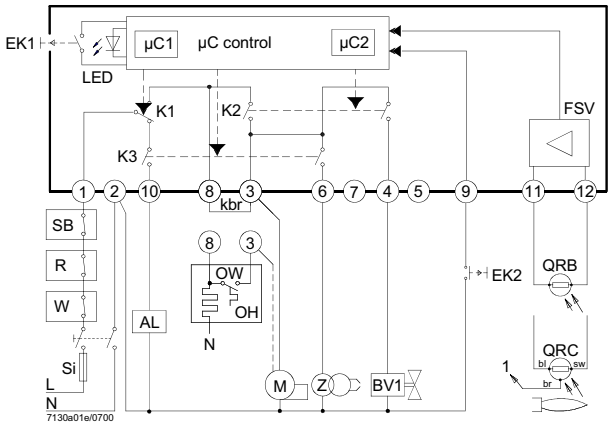 EK1
LED
µC1
µC control
µC2
K1
K2
FSV
K3
1
2
10
8
3
6
7
4
5
9
11
12
kbr
SB
8
3
EK2
QRB
R
OW
W
AL
OH
N
QRC
1
bl
sw
br
Si
M
Z
BV1
L
N
7130a01e/0700